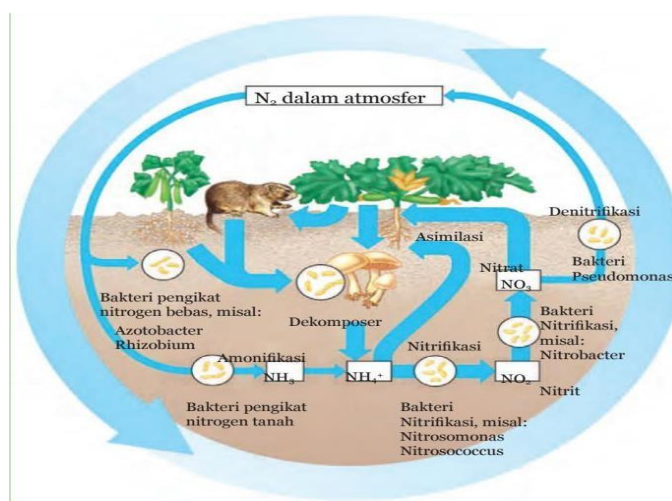 N₂ dalam atmosfer
Denitrifikasi
Asimilasi
Bakteri
Pseudomonas
Nitrat
NO₃
Bakteri pengikat
nitrogen bebas, misal:
Azotobacter
Rhizobium
Dekomposer
Bakteri
Nitrifikasi,
misal:
Nitrobacter
Amonifikasi
NH₃
NH₄⁺
Nitrifikasi
NO₂
Nitrit
Bakteri pengikat
nitrogen tanah
Bakteri
Nitrifikasi, misal:
Nitrosomonas
Nitrosococcus